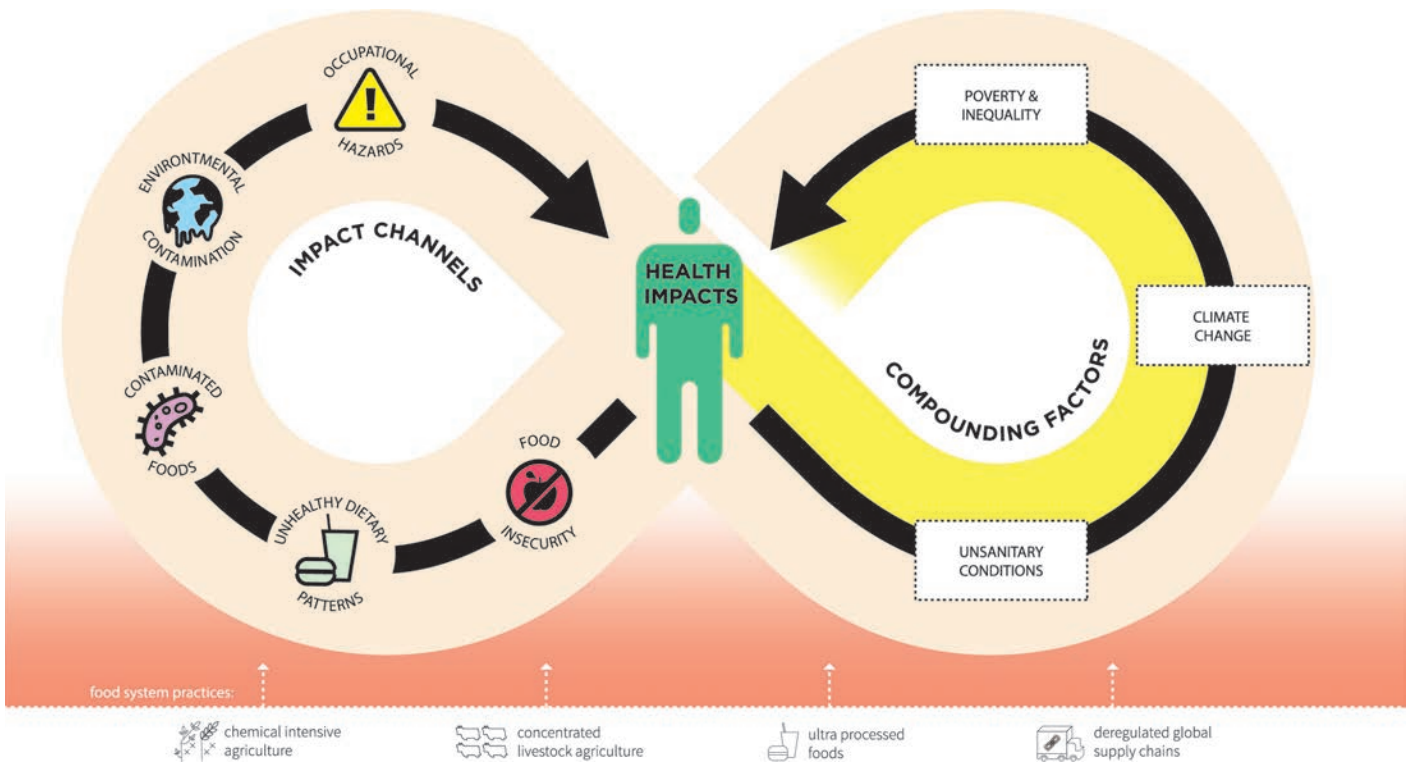 OCCUPATIONAL
HAZARDS
ENVIRONTMENTAL
CONTAMINATION
CONTAMINATED
FOODS
UNHEALTHY DIETARY
PATTERNS
FOOD
INSECURITY
IMPACT CHANNELS
HEALTH
IMPACTS
COMPOUNDING FACTORS
POVERTY &
INEQUALITY
CLIMATE
CHANGE
UNSANITARY
CONDITIONS
food system practices:
chemical intensive
agriculture
concentrated
livestock agriculture
ultra processed
foods
deregulated global
supply chains